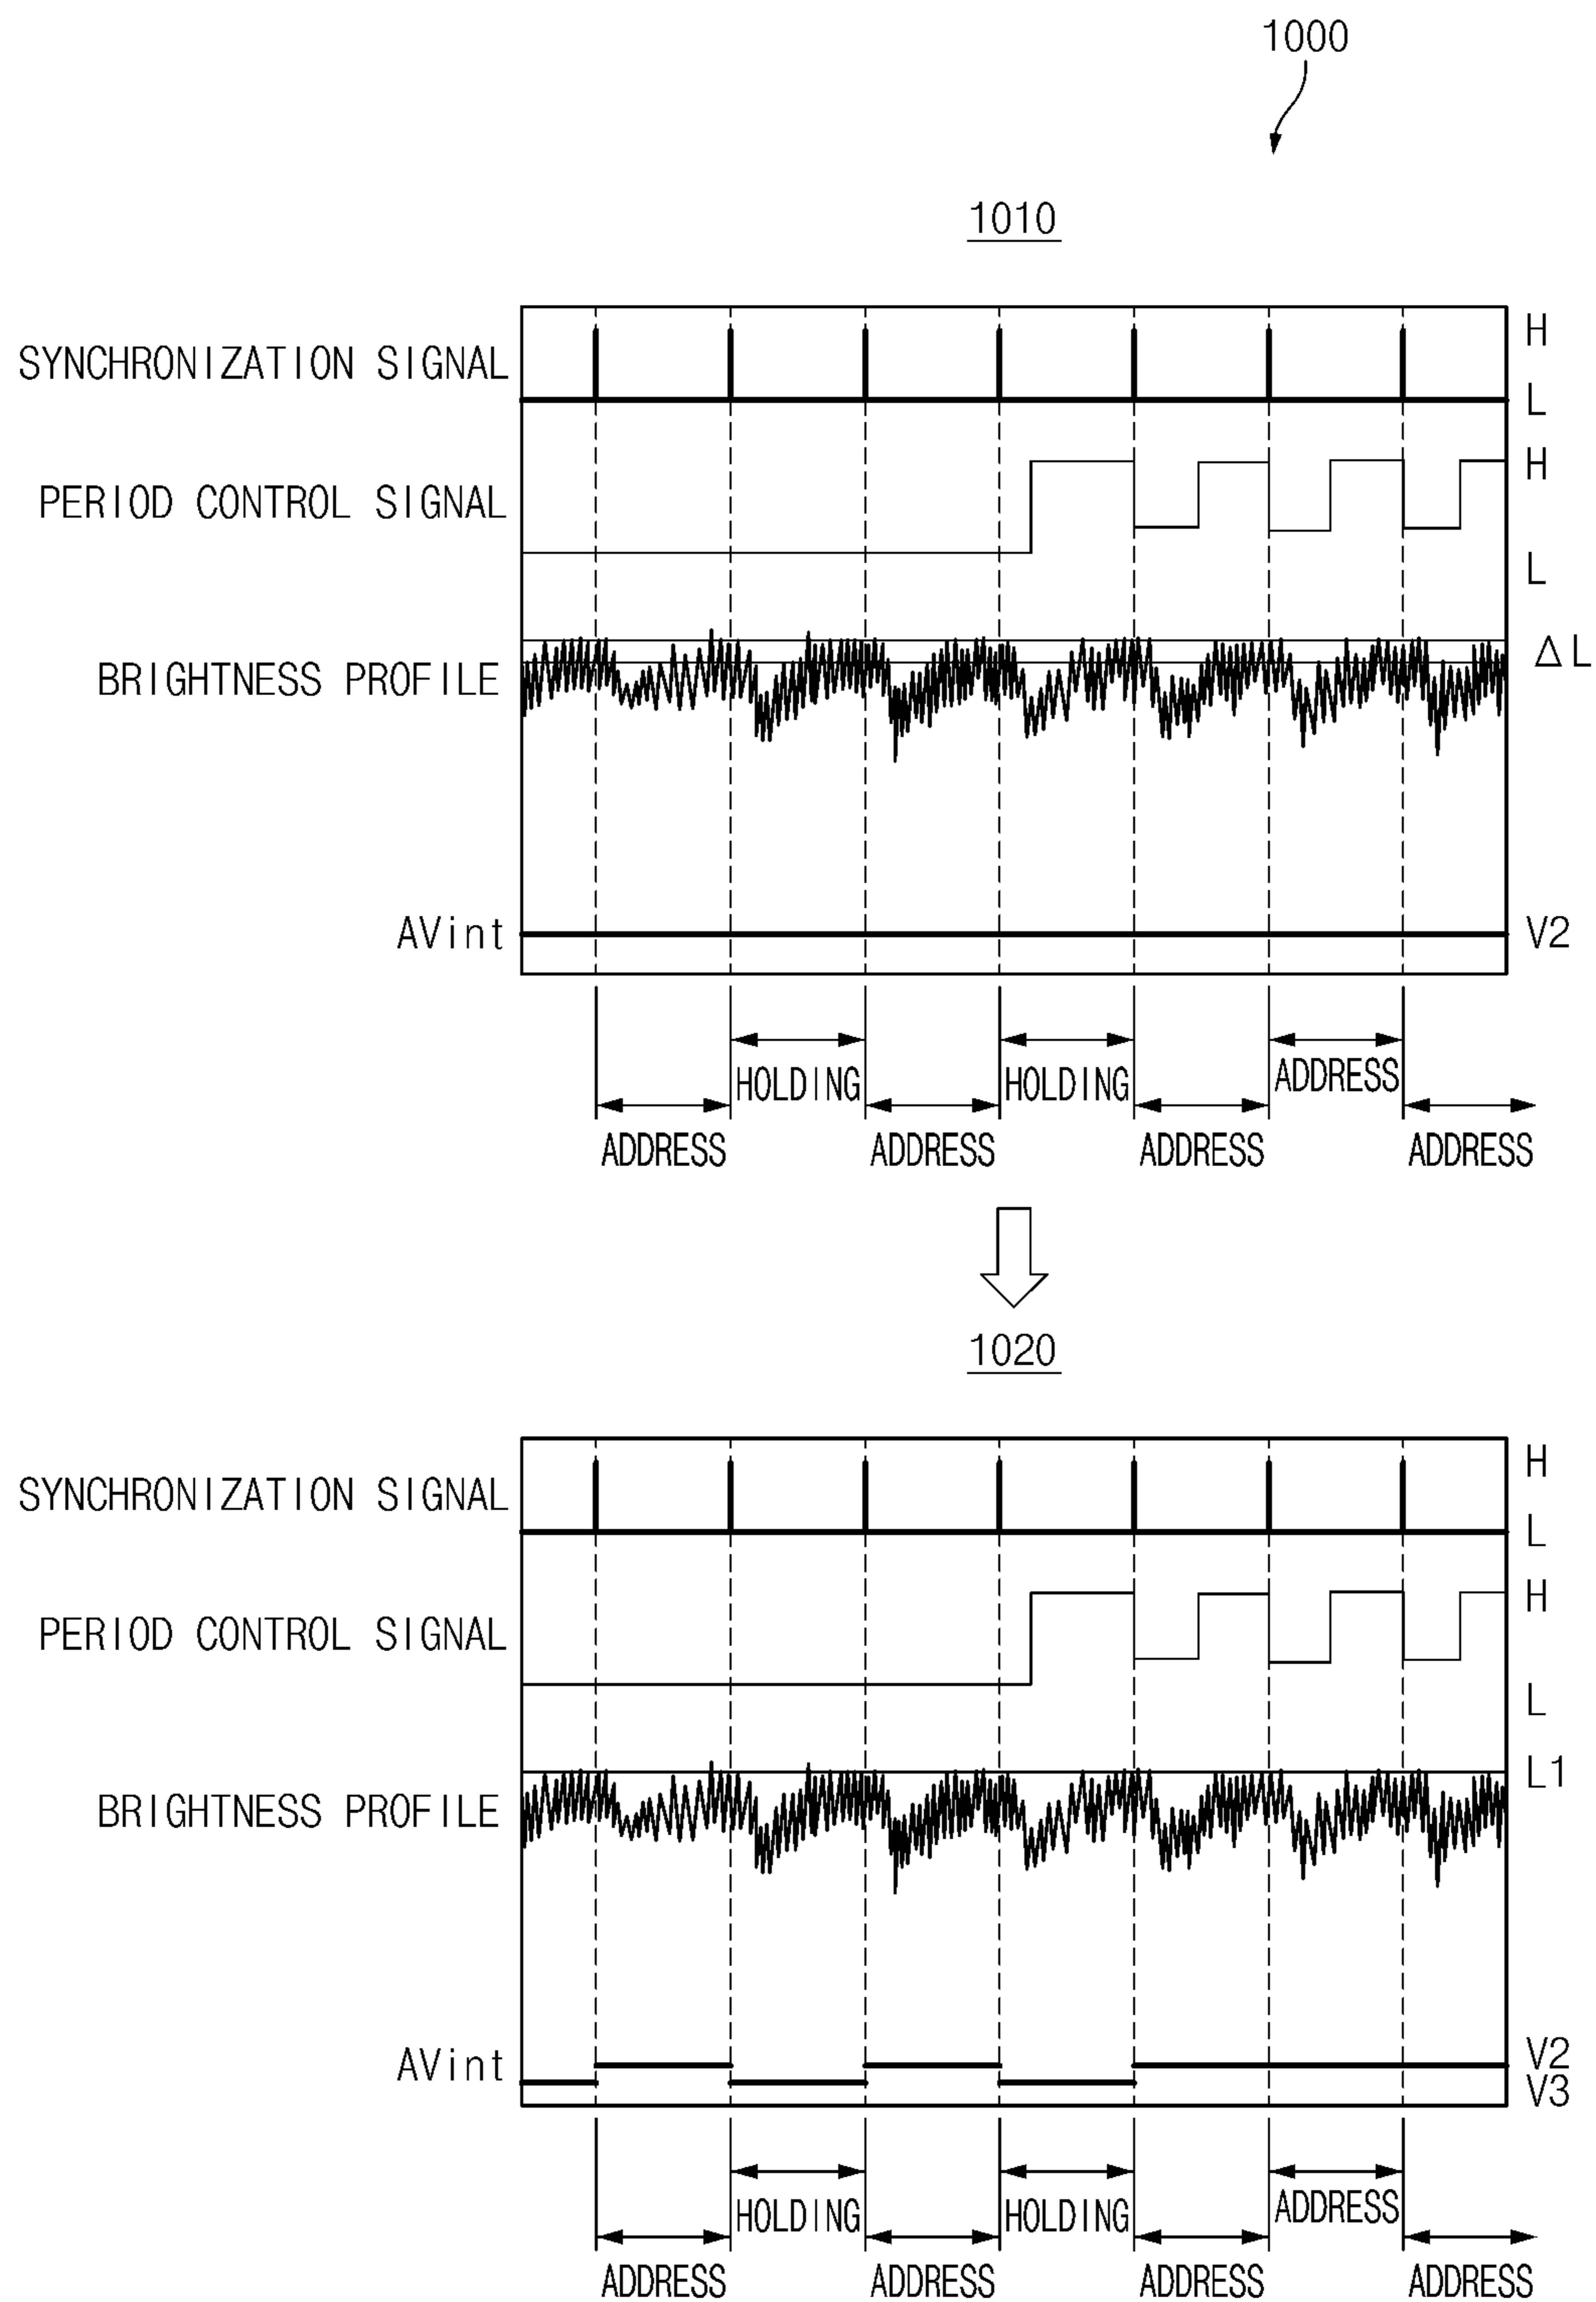 1000
1010
SYNCHRONIZATION SIGNAL
H
L
PERIOD CONTROL SIGNAL
H
L
BRIGHTNESS PROFILE
ΔL
AVint
V2
HOLDING
HOLDING
ADDRESS
ADDRESS
ADDRESS
ADDRESS
ADDRESS
1020
SYNCHRONIZATION SIGNAL
H
L
PERIOD CONTROL SIGNAL
H
L
BRIGHTNESS PROFILE
L1
AVint
V2
V3
HOLDING
HOLDING
ADDRESS
ADDRESS
ADDRESS
ADDRESS
ADDRESS